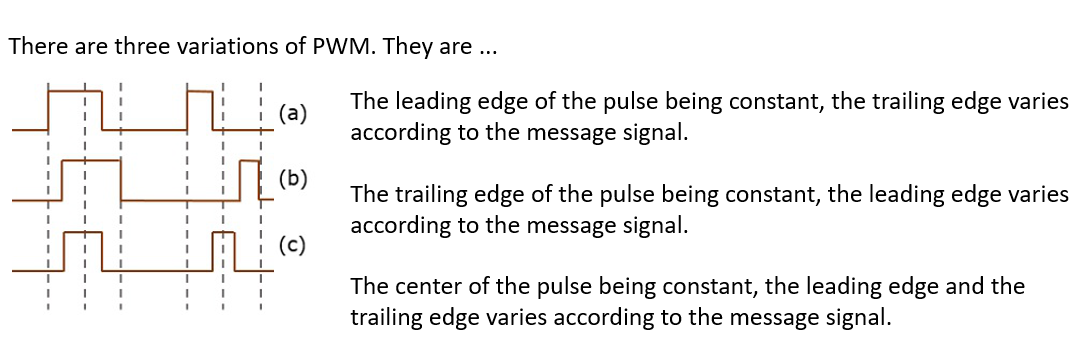 There are three variations of PWM. They are ...
(a)
The leading edge of the pulse being constant, the trailing edge varies
according to the message signal.
(b)
The trailing edge of the pulse being constant, the leading edge varies
according to the message signal.
(c)
The center of the pulse being constant, the leading edge and the
trailing edge varies according to the message signal.